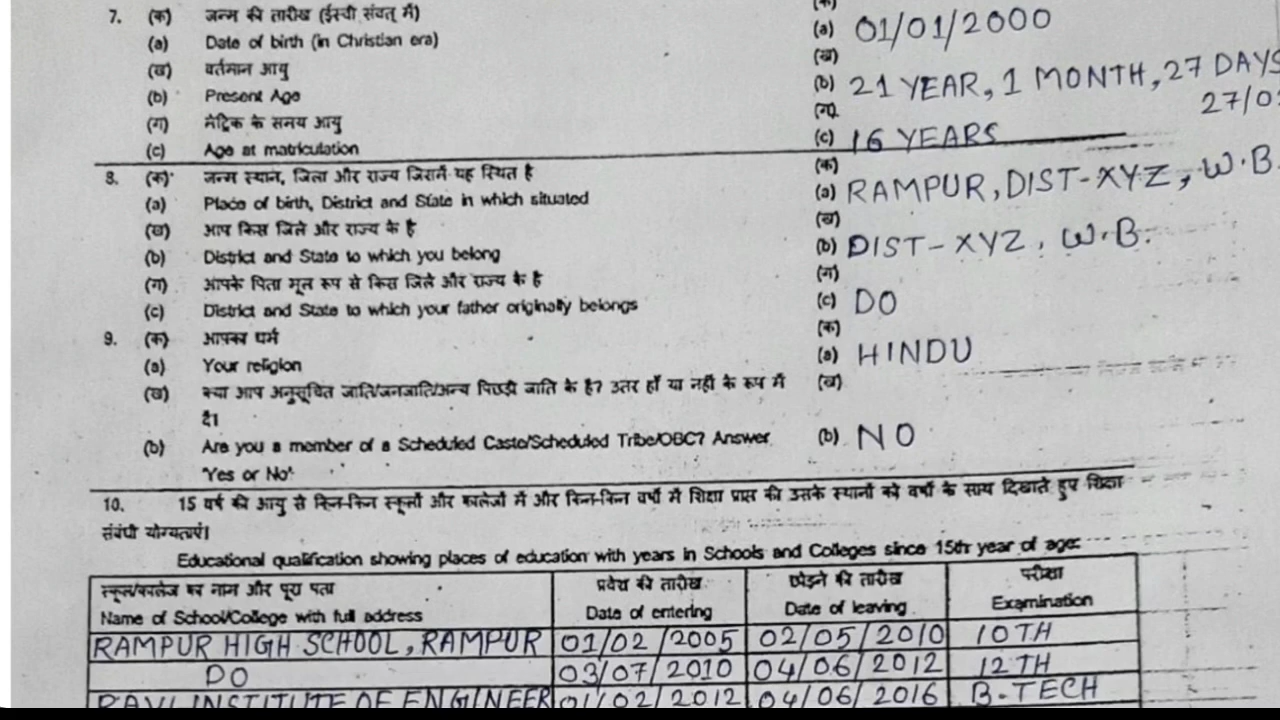 7. (क) जन्म की तारीख (ईस्वी संवत् में) (क)
(a) Date of birth (in Christian era) (a) 01/01/2000
(ख) वर्तमान आयु (ख)
(b) Present Age (b) 21 YEAR, 1 MONTH, 27 DAYS
(ग) मैट्रिक के समय आयु (ग) 27/0
(c) Age at matriculation (c) 16 YEARS
8. (क) जन्म स्थान, जिला और राज्य जिसमें यह स्थित है (क)
(a) Place of birth, District and State in which situated (a) RAMPUR, DIST-XYZ, W.B.
(ख) आप किस जिले और राज्य के है (ख)
(b) District and State to which you belong (b) DIST-XYZ, W.B.
(ग) आपके पिता मूल रूप से किस जिले और राज्य के है (ग)
(c) District and State to which your father originally belongs (c) DO
9. (क) आपका धर्म (क)
(a) Your religion (a) HINDU
(ख) क्या आप अनुसूचित जाति/जनजाति/अन्य पिछड़ी जाति के है? उतर हाँ या नहीं के रूप में (ख)
दें।
(b) Are you a member of a Scheduled Caste/Scheduled Tribe/OBC? Answer (b) NO
'Yes or No'
10. 15 वर्ष की आयु से किन-किन स्कूलों और कालेजों में और किन-किन वर्षो में शिक्षा प्राप्त की उसके स्थानों को वर्षो के साथ दिखाते हुए शिक्षा
संबंधी योग्यताएं।
Educational qualification showing places of education with years in Schools and Colleges since 15th year of age:
स्कूल/कालेज का नाम और पूरा पता प्रवेश की तारीख छोड़ने की तारीख परीक्षा
Name of School/College with full address Date of entering Date of leaving Examination
RAMPUR HIGH SCHOOL, RAMPUR 01/02/2005 02/05/2010 10TH
DO 03/07/2010 04/06/2012 12TH
RAVI INSTITUTE OF ENGINEER 01/02/2012 04/06/2016 B-TECH